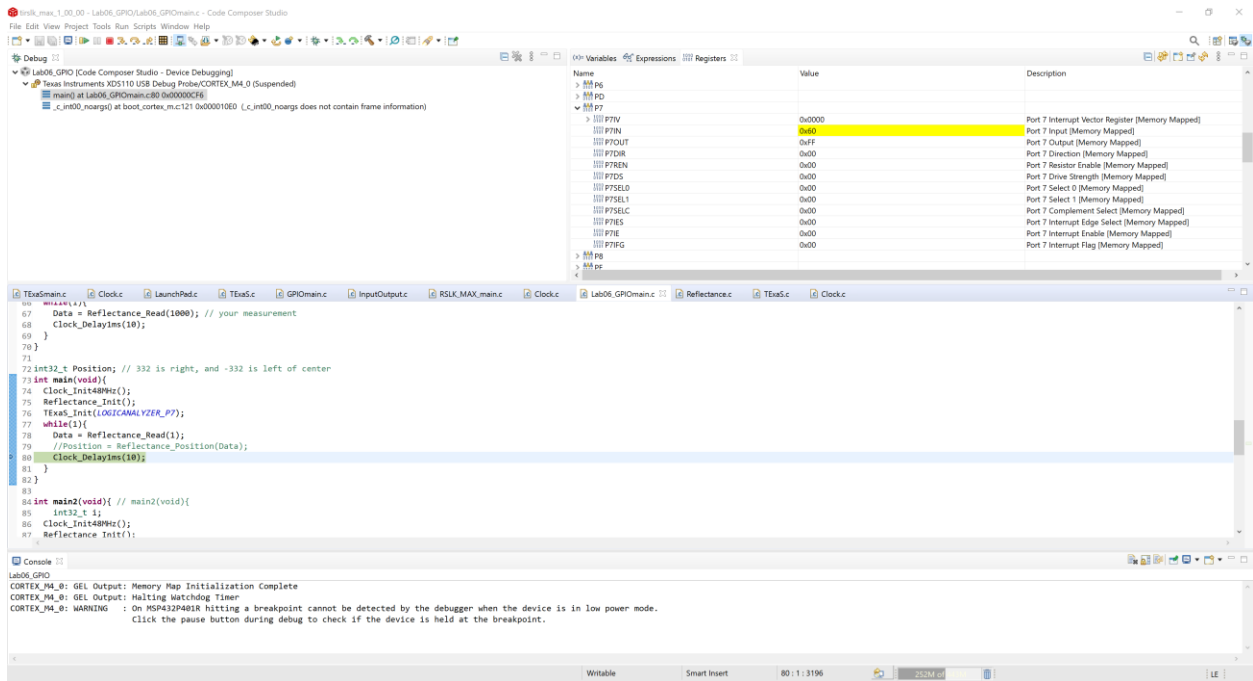 tirslk_max_1_00_00 - Lab06_GPIO/Lab06_GPIOmain.c - Code Composer Studio
File Edit View Project Tools Run Scripts Window Help
Debug
Lab06_GPIO [Code Composer Studio - Device Debugging]
Texas Instruments XDS110 USB Debug Probe/CORTEX_M4_0 (Suspended)
main() at Lab06_GPIOmain.c:80 0x00000CF6
_c_int00_noargs() at boot_cortex_m.c:121 0x000010E0 (_c_int00_noargs does not contain frame information)
(x)= Variables Expressions Registers
Name Value Description
P6
PD
P7
P7IV 0x0000 Port 7 Interrupt Vector Register [Memory Mapped]
P7IN 0x60 Port 7 Input [Memory Mapped]
P7OUT 0xFF Port 7 Output [Memory Mapped]
P7DIR 0x00 Port 7 Direction [Memory Mapped]
P7REN 0x00 Port 7 Resistor Enable [Memory Mapped]
P7DS 0x00 Port 7 Drive Strength [Memory Mapped]
P7SEL0 0x00 Port 7 Select 0 [Memory Mapped]
P7SEL1 0x00 Port 7 Select 1 [Memory Mapped]
P7SELC 0x00 Port 7 Complement Select [Memory Mapped]
P7IES 0x00 Port 7 Interrupt Edge Select [Memory Mapped]
P7IE 0x00 Port 7 Interrupt Enable [Memory Mapped]
P7IFG 0x00 Port 7 Interrupt Flag [Memory Mapped]
P8
PE
TExaSmain.c Clock.c LaunchPad.c TExaS.c GPIOmain.c InputOutput.c RSLK_MAX_main.c Clock.c Lab06_GPIOmain.c Reflectance.c TExaS.c Clock.c
66 while(1){
67 Data = Reflectance_Read(1000); // your measurement
68 Clock_Delay1ms(10);
69 }
70 }
71
72 int32_t Position; // 332 is right, and -332 is left of center
73 int main(void){
74 Clock_Init48MHz();
75 Reflectance_Init();
76 TExaS_Init(LOGICANALYZER_P7);
77 while(1){
78 Data = Reflectance_Read(1);
79 //Position = Reflectance_Position(Data);
80 Clock_Delay1ms(10);
81 }
82 }
83
84 int main2(void){ // main2(void){
85 int32_t i;
86 Clock_Init48MHz();
87 Reflectance_Init();
Console
Lab06_GPIO
CORTEX_M4_0: GEL Output: Memory Map Initialization Complete
CORTEX_M4_0: GEL Output: Halting Watchdog Timer
CORTEX_M4_0: WARNING : On MSP432P401R hitting a breakpoint cannot be detected by the debugger when the device is in low power mode.
Click the pause button during debug to check if the device is held at the breakpoint.
Writable Smart Insert 80 : 1 : 3196 252M of LE